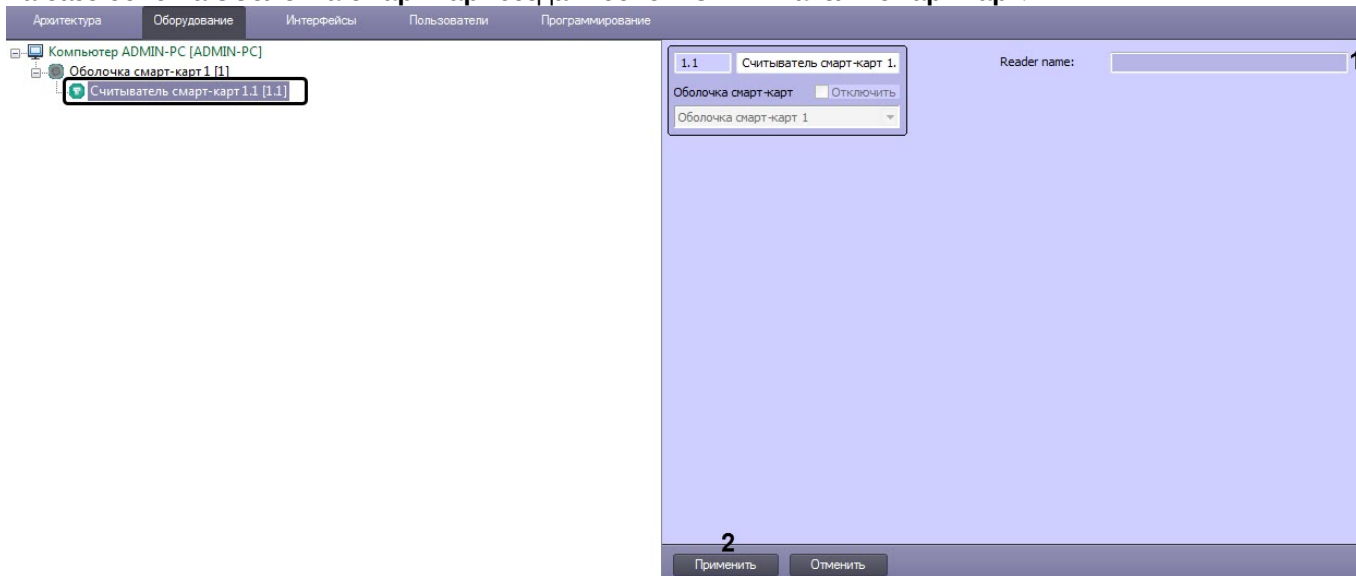 Архитектура Оборудование Интерфейсы Пользователи Программирование
Компьютер ADMIN-PC [ADMIN-PC]
Оболочка смарт-карт 1 [1]
Считыватель смарт-карт 1.1 [1.1]
1.1 Считыватель смарт-карт 1.
Оболочка смарт-карт Отключить
Оболочка смарт-карт 1
Reader name: 1
2
Применить Отменить